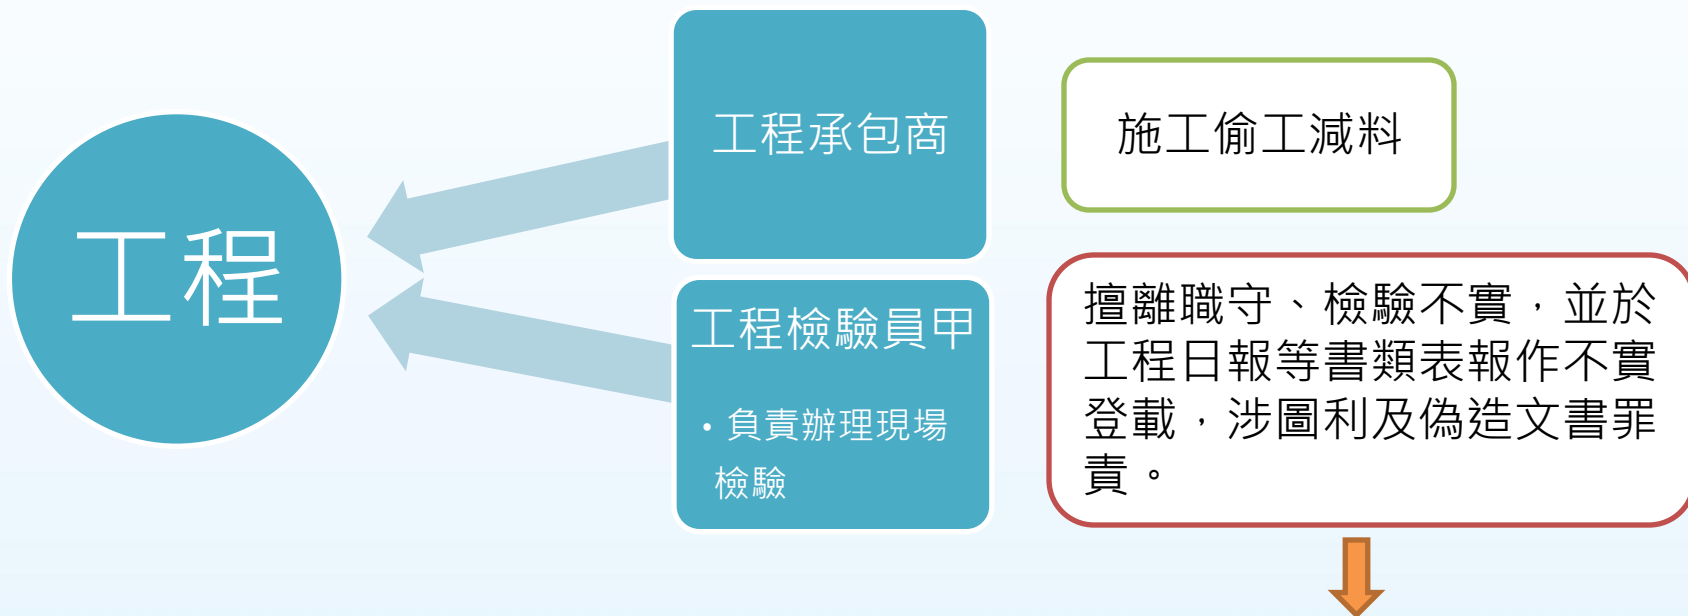 工程
工程承包商
施工偷工減料
工程檢驗員甲
• 負責辦理現場
檢驗
擅離職守、檢驗不實，並於
工程日報等書類表報作不實
登載，涉圖利及偽造文書罪
責。